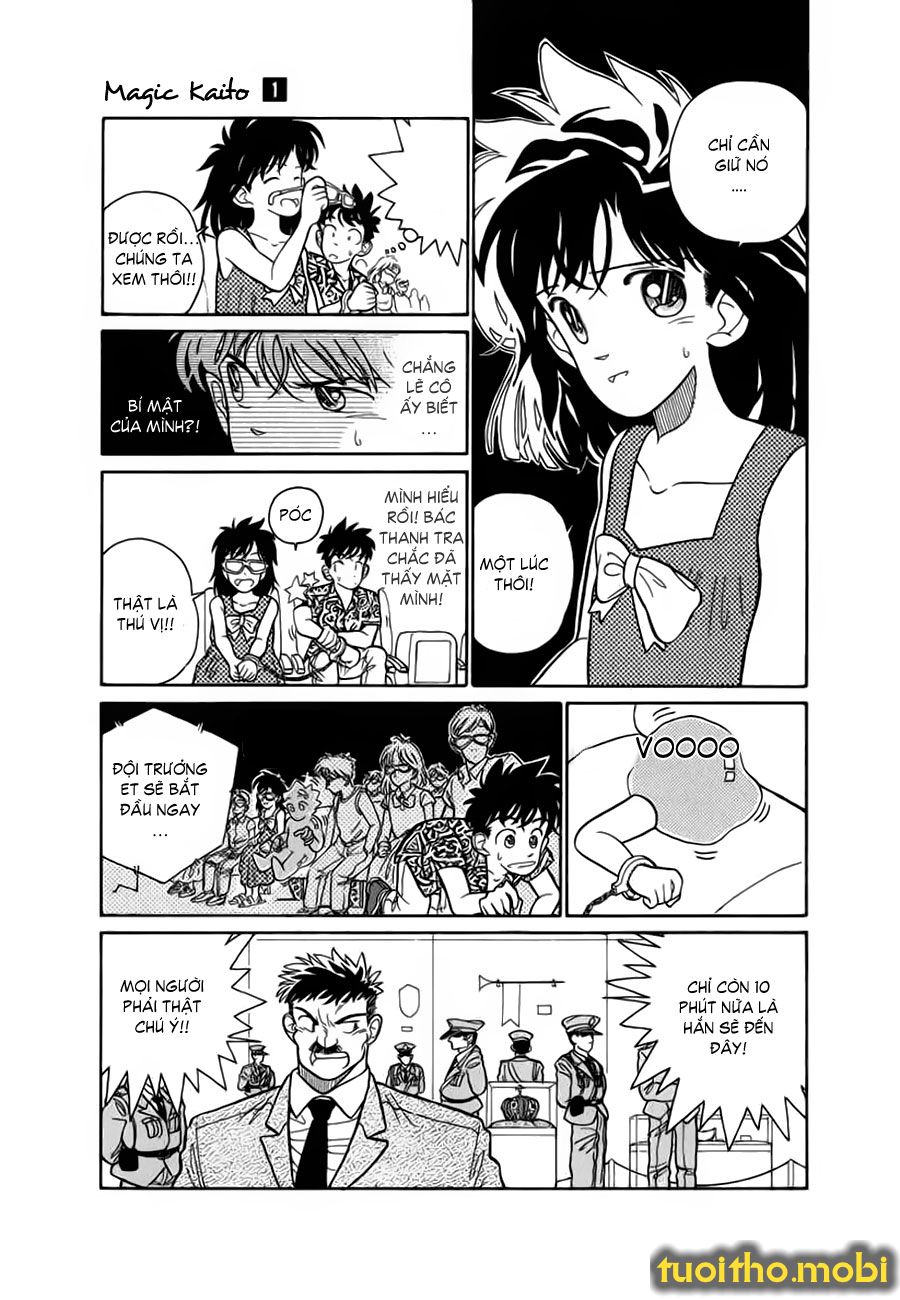 Magic Kaito 1
CHỈ CẦN
GIỮ NÓ
....
MỘT LÚC
THÔI!
ĐƯỢC RỒI...
CHÚNG TA
XEM THÔI!!
CHẲNG
LẼ CÔ
ẤY BIẾT
...
BÍ MẬT
CỦA MÌNH?!
MÌNH HIỂU
RỒI! BÁC
THANH TRA
CHẮC ĐÃ
THẤY MẶT
MÌNH!
PÓC
THẬT LÀ
THÚ VỊ!!
ĐỘI TRƯỞNG
ET SẼ BẮT
ĐẦU NGAY
...
VOOOO
MỌI NGƯỜI
PHẢI THẬT
CHÚ Ý!!
CHỈ CÒN 10
PHÚT NỮA LÀ
HẮN SẼ ĐẾN
ĐÂY!
tuoitho.mobi